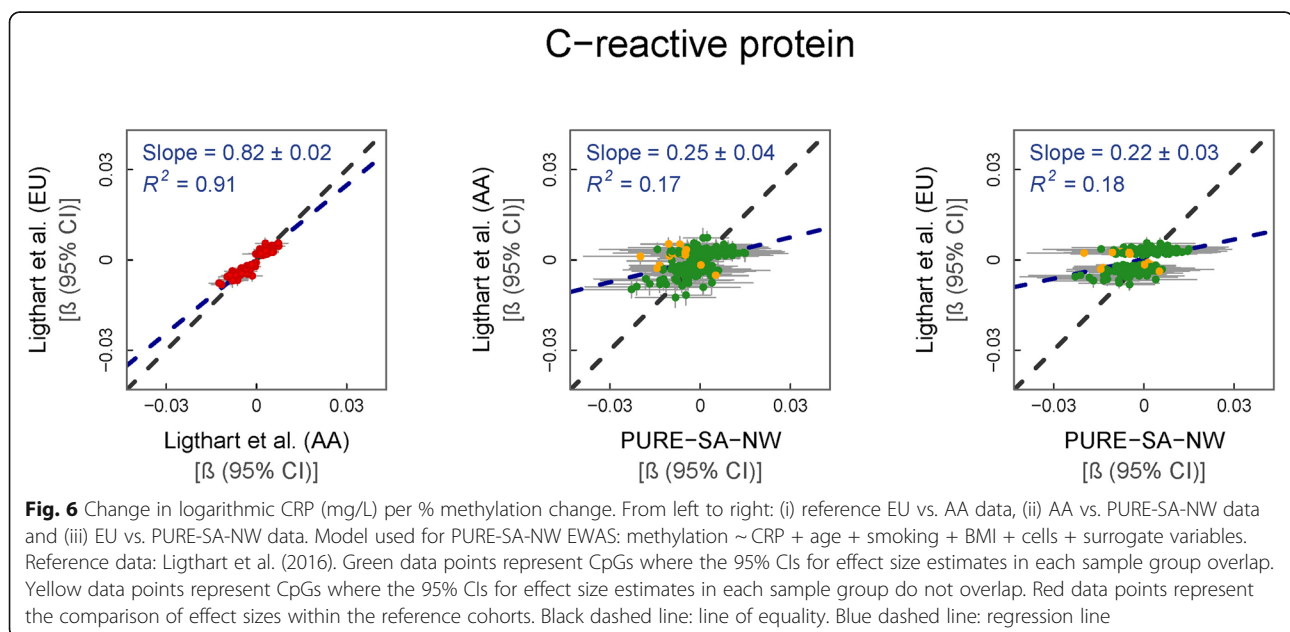 C−reactive protein
Slope = 0.82 ± 0.02
R² = 0.91
Ligthart et al. (EU)
[ß (95% CI)]
0.03
0
−0.03
−0.03 0 0.03
Ligthart et al. (AA)
[ß (95% CI)]
Slope = 0.25 ± 0.04
R² = 0.17
Ligthart et al. (AA)
[ß (95% CI)]
0.03
0
−0.03
−0.03 0 0.03
PURE−SA−NW
[ß (95% CI)]
Slope = 0.22 ± 0.03
R² = 0.18
Ligthart et al. (EU)
[ß (95% CI)]
0.03
0
−0.03
−0.03 0 0.03
PURE−SA−NW
[ß (95% CI)]
Fig. 6 Change in logarithmic CRP (mg/L) per % methylation change. From left to right: (i) reference EU vs. AA data, (ii) AA vs. PURE-SA-NW data
and (iii) EU vs. PURE-SA-NW data. Model used for PURE-SA-NW EWAS: methylation ~ CRP + age + smoking + BMI + cells + surrogate variables.
Reference data: Ligthart et al. (2016). Green data points represent CpGs where the 95% CIs for effect size estimates in each sample group overlap.
Yellow data points represent CpGs where the 95% CIs for effect size estimates in each sample group do not overlap. Red data points represent
the comparison of effect sizes within the reference cohorts. Black dashed line: line of equality. Blue dashed line: regression line